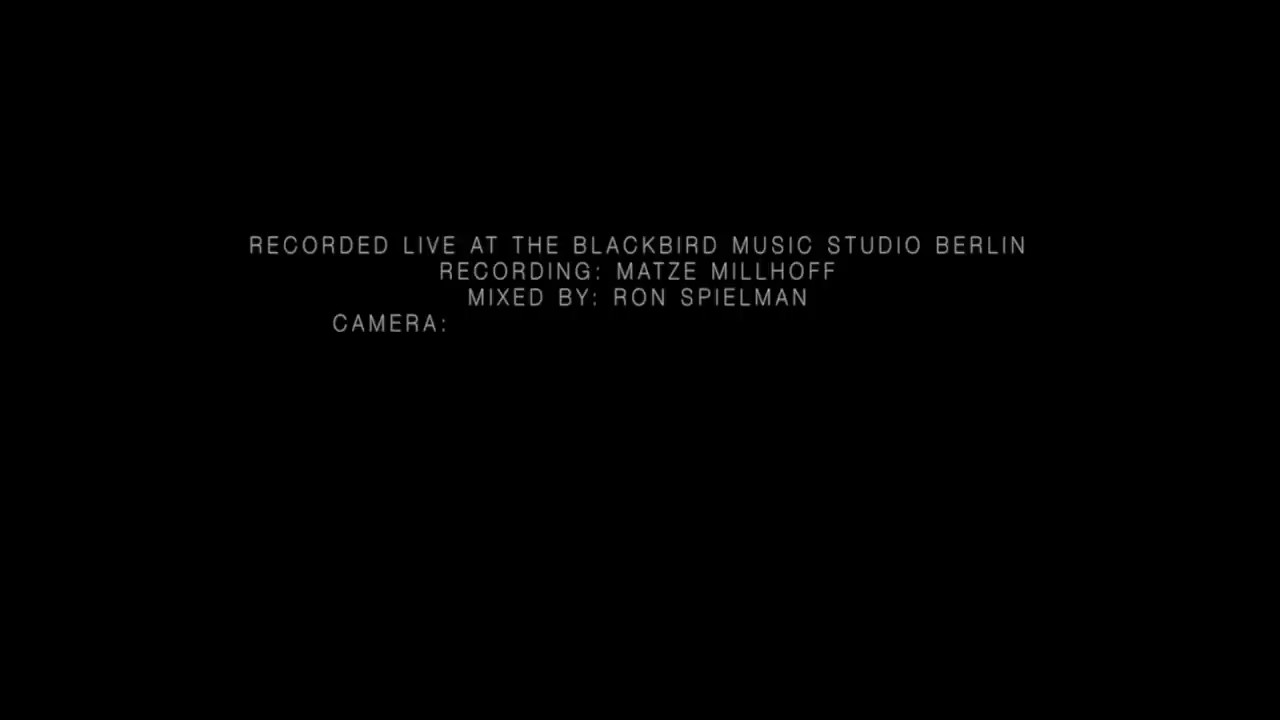 RECORDED LIVE AT THE BLACKBIRD MUSIC STUDIO BERLIN
RECORDING: MATZE MILLHOFF
MIXED BY: RON SPIELMAN
CAMERA: